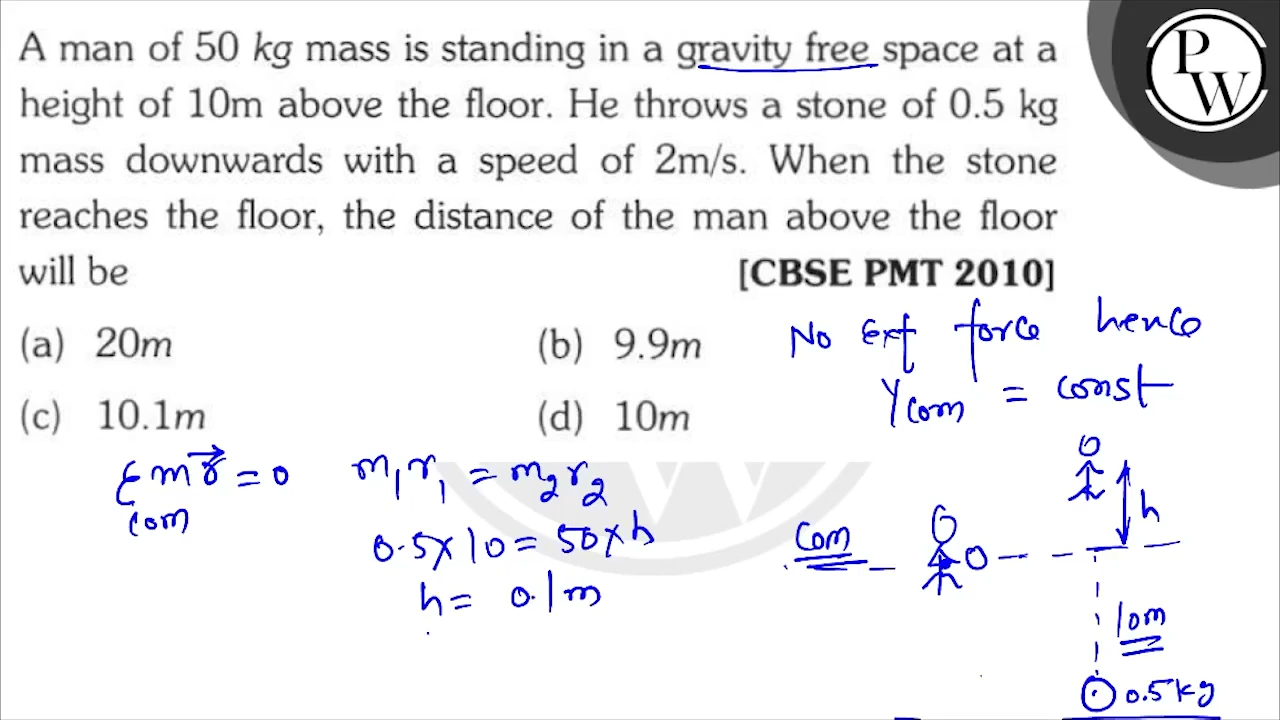 A man of 50 kg mass is standing in a gravity free space at a
height of 10m above the floor. He throws a stone of 0.5 kg
mass downwards with a speed of 2m/s. When the stone
reaches the floor, the distance of the man above the floor
will be [CBSE PMT 2010]
(a) 20m (b) 9.9m
(c) 10.1m (d) 10m
PW
No Ext force hence
Ycom = const
Σm r⃗ = 0 m₁r₁ = m₂r₂
com
0.5×10 = 50×h
h = 0.1m
com
h
10m
0.5kg